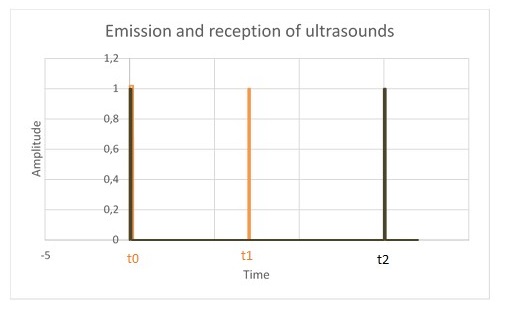 Emission and reception of ultrasounds
1,2
1
0,8
0,6
0,4
0,2
0
Amplitude
-5
t0
t1
t2
Time